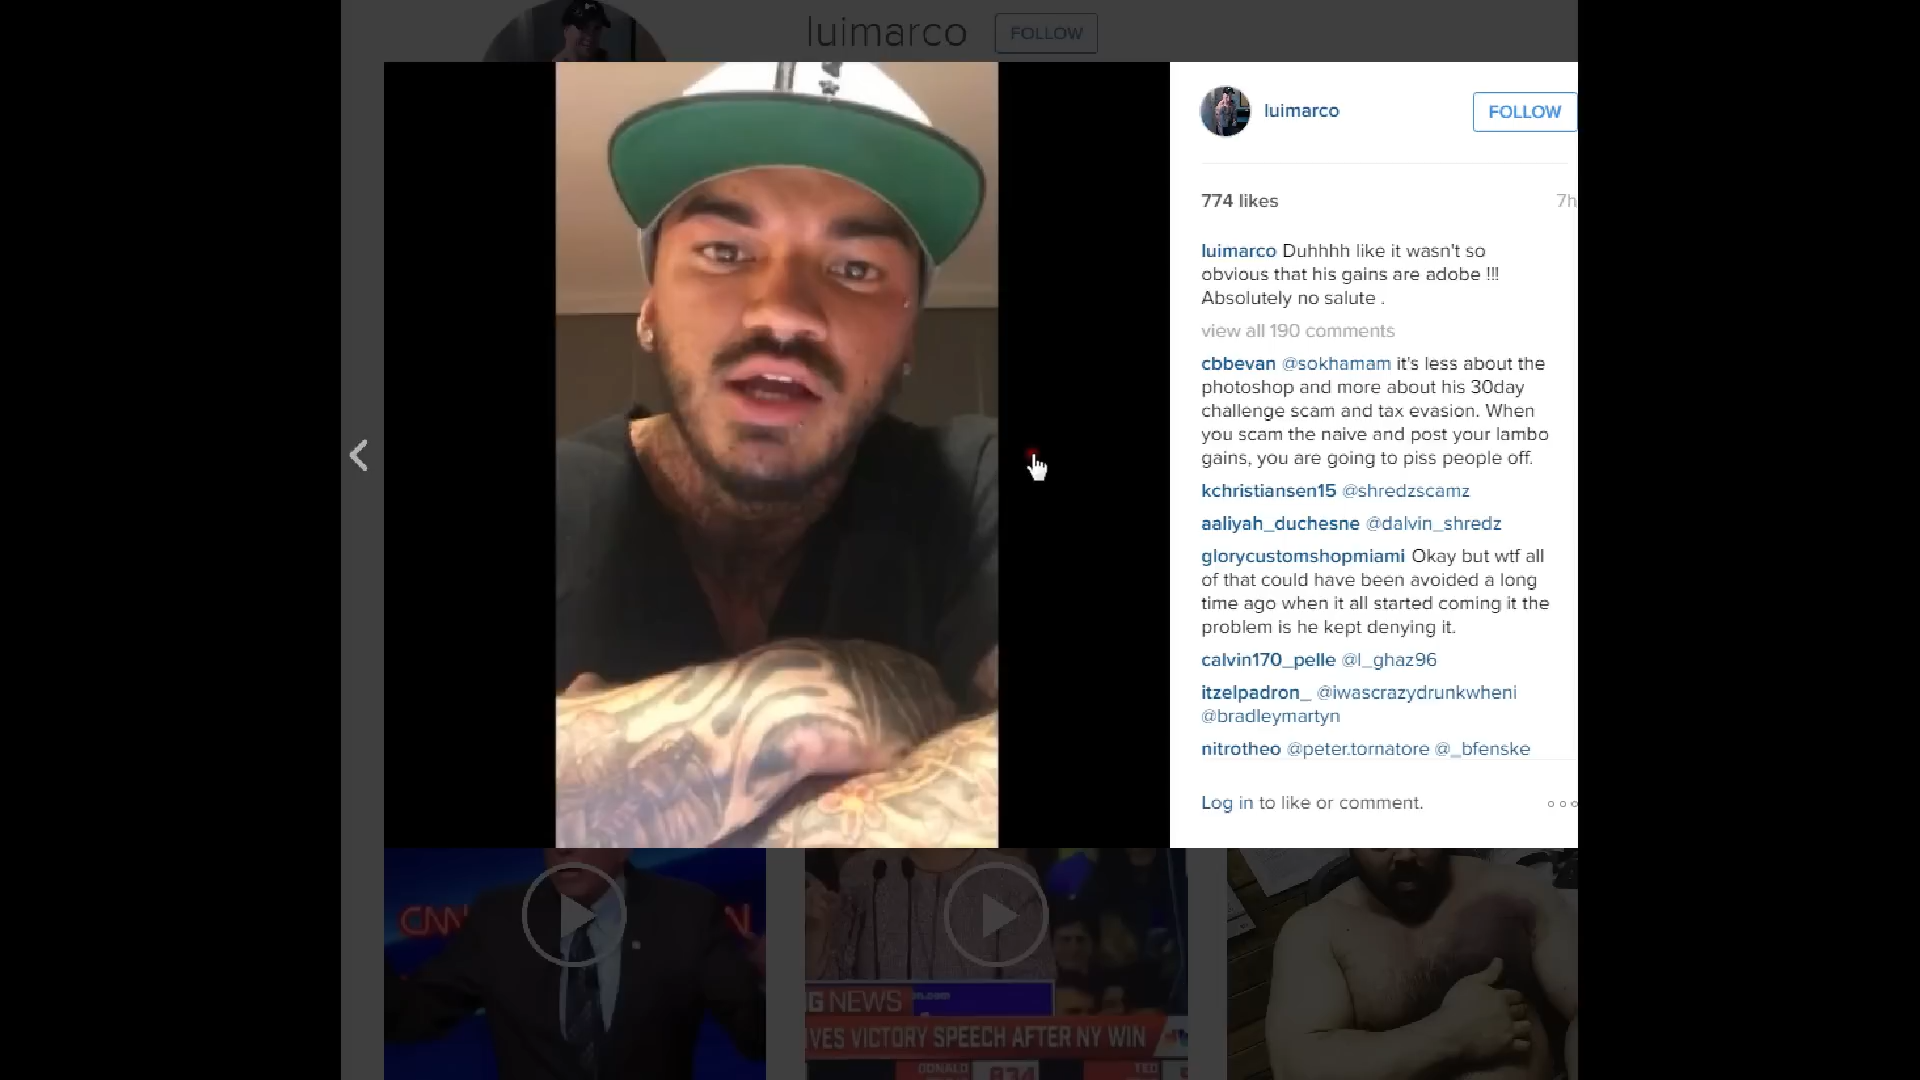 luimarco FOLLOW
luimarco FOLLOW
774 likes 7h
luimarco Duhhhh like it wasn't so
obvious that his gains are adobe !!!
Absolutely no salute .
view all 190 comments
cbbevan @sokhamam it's less about the
photoshop and more about his 30day
challenge scam and tax evasion. When
you scam the naive and post your lambo
gains, you are going to piss people off.
kchristiansen15 @shredzscamz
aaliyah_duchesne @dalvin_shredz
glorycustomshopmiami Okay but wtf all
of that could have been avoided a long
time ago when it all started coming it the
problem is he kept denying it.
calvin170_pelle @l_ghaz96
itzelpadron_ @iwascrazydrunkwheni
@bradleymartyn
nitrotheo @peter.tornatore @_bfenske
Log in to like or comment.
CNN
G NEWS
VES VICTORY SPEECH AFTER NY WIN
DONALD 834 TED